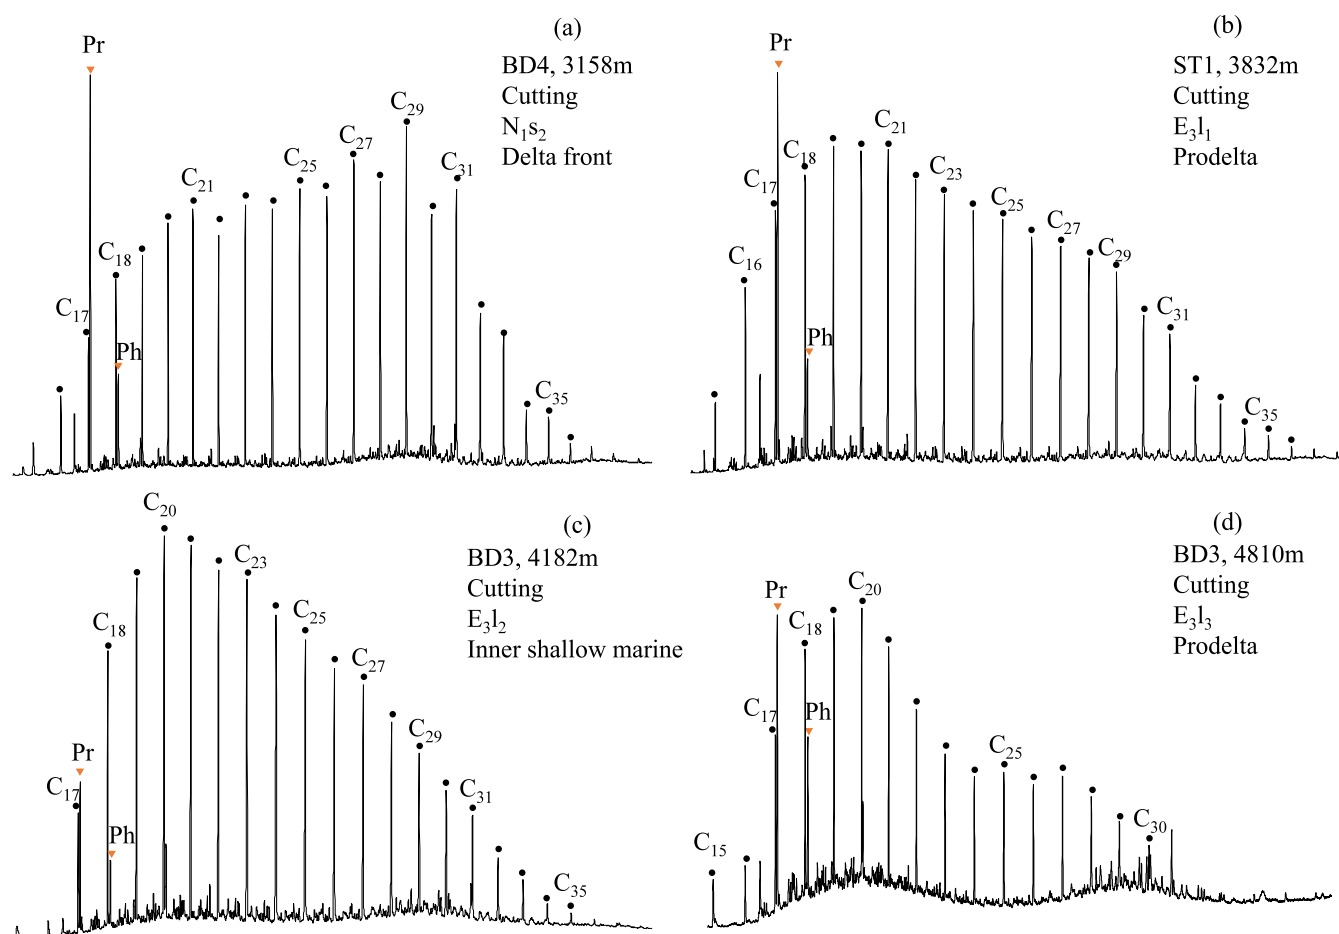 (a)
BD4, 3158m
Cutting
N₁s₂
Delta front
Pr
C₁₇
C₁₈
Ph
C₂₁
C₂₅
C₂₇
C₂₉
C₃₁
C₃₅
(b)
ST1, 3832m
Cutting
E₃l₁
Prodelta
Pr
C₁₆
C₁₇
C₁₈
Ph
C₂₁
C₂₃
C₂₅
C₂₇
C₂₉
C₃₁
C₃₅
(c)
BD3, 4182m
Cutting
E₃l₂
Inner shallow marine
Pr
C₁₇
C₁₈
Ph
C₂₀
C₂₃
C₂₅
C₂₇
C₂₉
C₃₁
C₃₅
(d)
BD3, 4810m
Cutting
E₃l₃
Prodelta
Pr
C₁₅
C₁₇
C₁₈
Ph
C₂₀
C₂₅
C₃₀